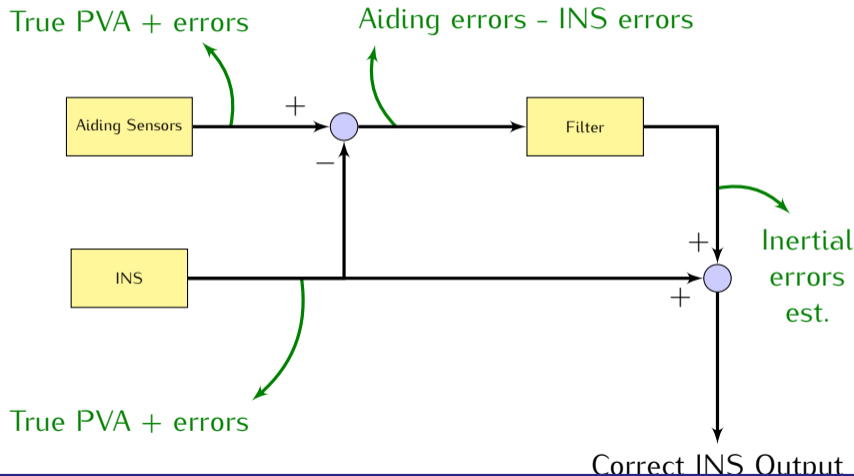 True PVA + errors
Aiding errors - INS errors
Aiding Sensors
+
Filter
−
+
Inertial
errors
est.
INS
+
True PVA + errors
Correct INS Output